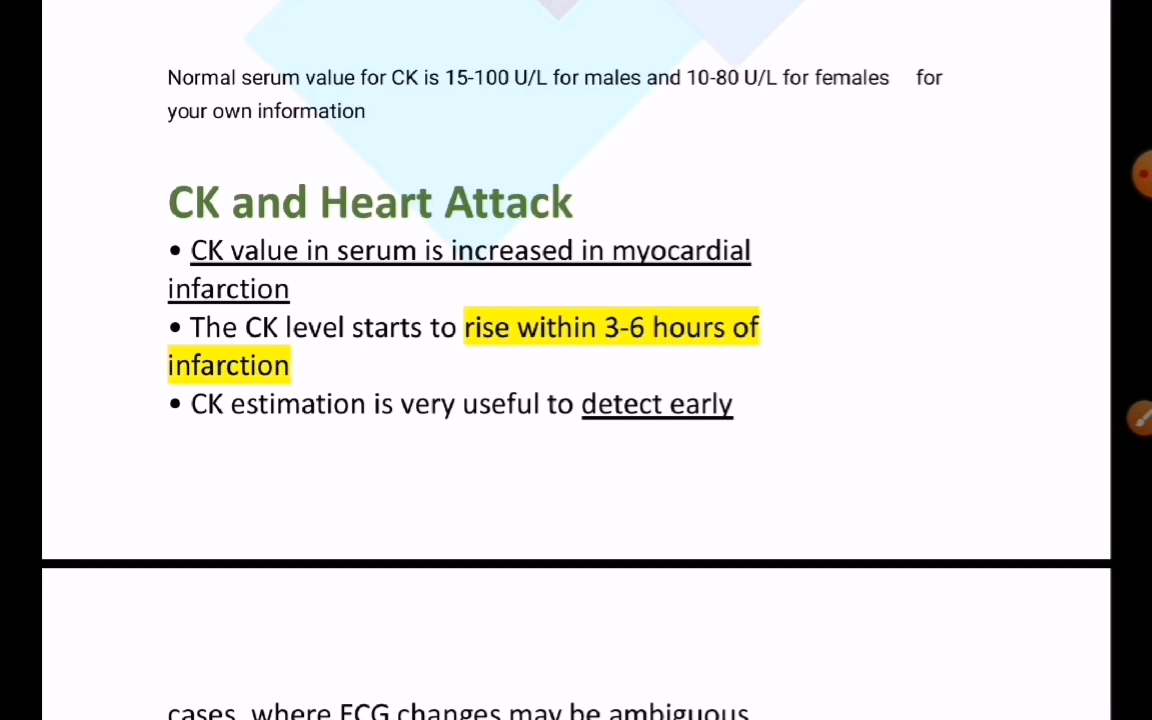 Normal serum value for CK is 15-100 U/L for males and 10-80 U/L for females for
your own information
CK and Heart Attack
• CK value in serum is increased in myocardial
infarction
• The CK level starts to rise within 3-6 hours of
infarction
• CK estimation is very useful to detect early
cases, where ECG changes may be ambiguous